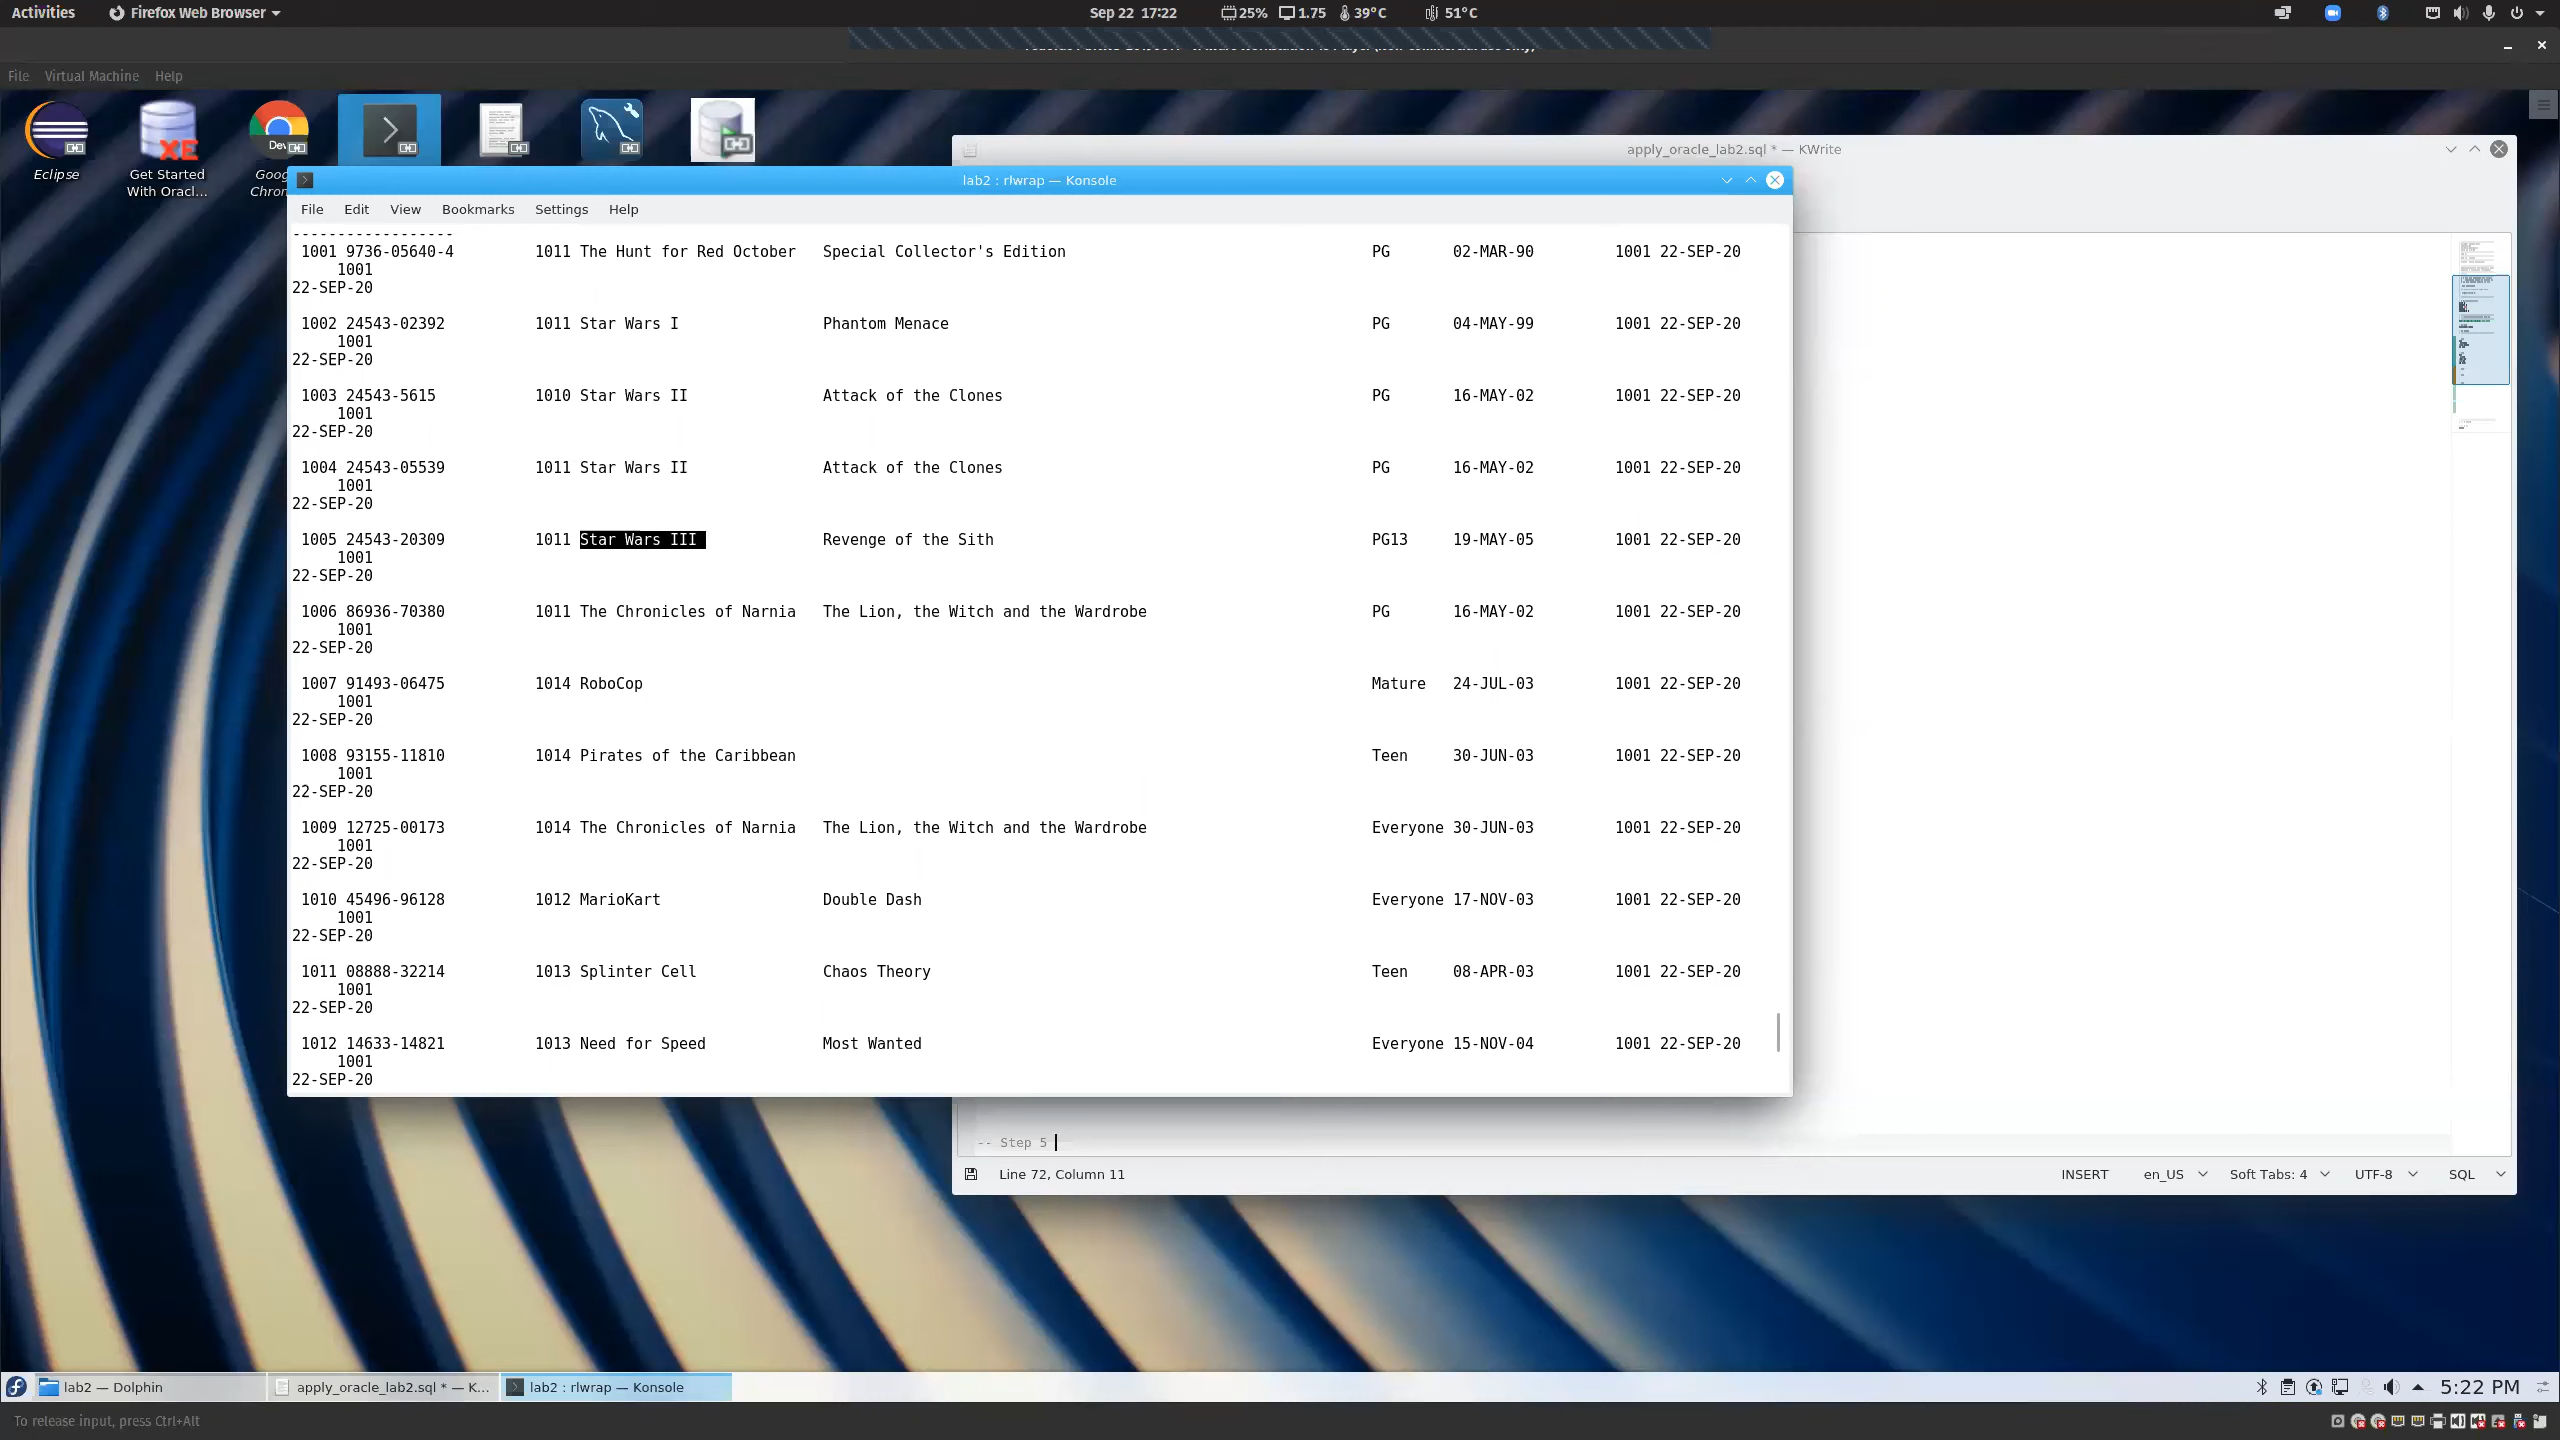 Activities Firefox Web Browser Sep 22 17:22 25% 1.75 39°C 51°C
File Virtual Machine Help
Eclipse
Get Started
With Oracl...
Dev
XE
Goog
Chron
apply_oracle_lab2.sql * — KWrite
lab2 : rlwrap — Konsole
File Edit View Bookmarks Settings Help
------------------
1001 9736-05640-4 1011 The Hunt for Red October Special Collector's Edition PG 02-MAR-90 1001 22-SEP-20
1001
22-SEP-20
1002 24543-02392 1011 Star Wars I Phantom Menace PG 04-MAY-99 1001 22-SEP-20
1001
22-SEP-20
1003 24543-5615 1010 Star Wars II Attack of the Clones PG 16-MAY-02 1001 22-SEP-20
1001
22-SEP-20
1004 24543-05539 1011 Star Wars II Attack of the Clones PG 16-MAY-02 1001 22-SEP-20
1001
22-SEP-20
1005 24543-20309 1011 Star Wars III Revenge of the Sith PG13 19-MAY-05 1001 22-SEP-20
1001
22-SEP-20
1006 86936-70380 1011 The Chronicles of Narnia The Lion, the Witch and the Wardrobe PG 16-MAY-02 1001 22-SEP-20
1001
22-SEP-20
1007 91493-06475 1014 RoboCop Mature 24-JUL-03 1001 22-SEP-20
1001
22-SEP-20
1008 93155-11810 1014 Pirates of the Caribbean Teen 30-JUN-03 1001 22-SEP-20
1001
22-SEP-20
1009 12725-00173 1014 The Chronicles of Narnia The Lion, the Witch and the Wardrobe Everyone 30-JUN-03 1001 22-SEP-20
1001
22-SEP-20
1010 45496-96128 1012 MarioKart Double Dash Everyone 17-NOV-03 1001 22-SEP-20
1001
22-SEP-20
1011 08888-32214 1013 Splinter Cell Chaos Theory Teen 08-APR-03 1001 22-SEP-20
1001
22-SEP-20
1012 14633-14821 1013 Need for Speed Most Wanted Everyone 15-NOV-04 1001 22-SEP-20
1001
22-SEP-20
-- Step 5
Line 72, Column 11 INSERT en_US Soft Tabs: 4 UTF-8 SQL
lab2 — Dolphin apply_oracle_lab2.sql * — K... lab2 : rlwrap — Konsole 5:22 PM
To release input, press Ctrl+Alt